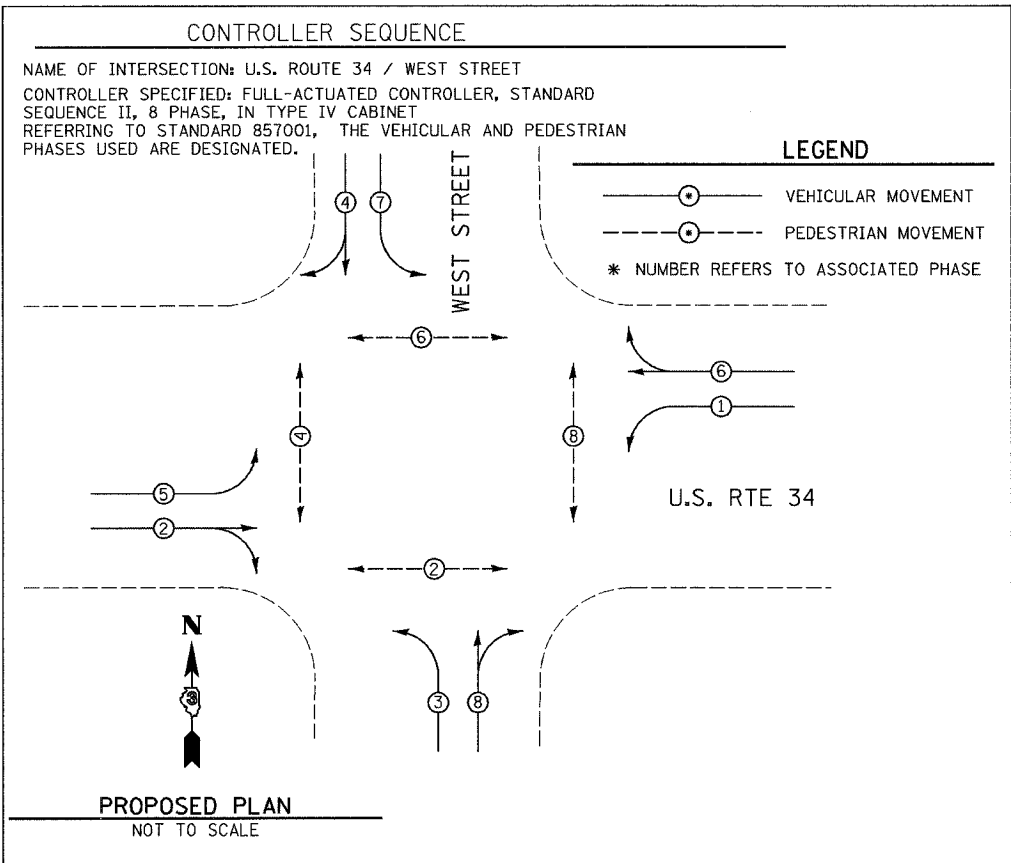 CONTROLLER SEQUENCE
NAME OF INTERSECTION: U.S. ROUTE 34 / WEST STREET
CONTROLLER SPECIFIED: FULL-ACTUATED CONTROLLER, STANDARD
SEQUENCE II, 8 PHASE, IN TYPE IV CABINET
REFERRING TO STANDARD 857001, THE VEHICULAR AND PEDESTRIAN
PHASES USED ARE DESIGNATED.
LEGEND
* VEHICULAR MOVEMENT
* PEDESTRIAN MOVEMENT
* NUMBER REFERS TO ASSOCIATED PHASE
4 7
WEST STREET
6
6
1
4
8
5
2
U.S. RTE 34
2
3 8
N
3
PROPOSED PLAN
NOT TO SCALE